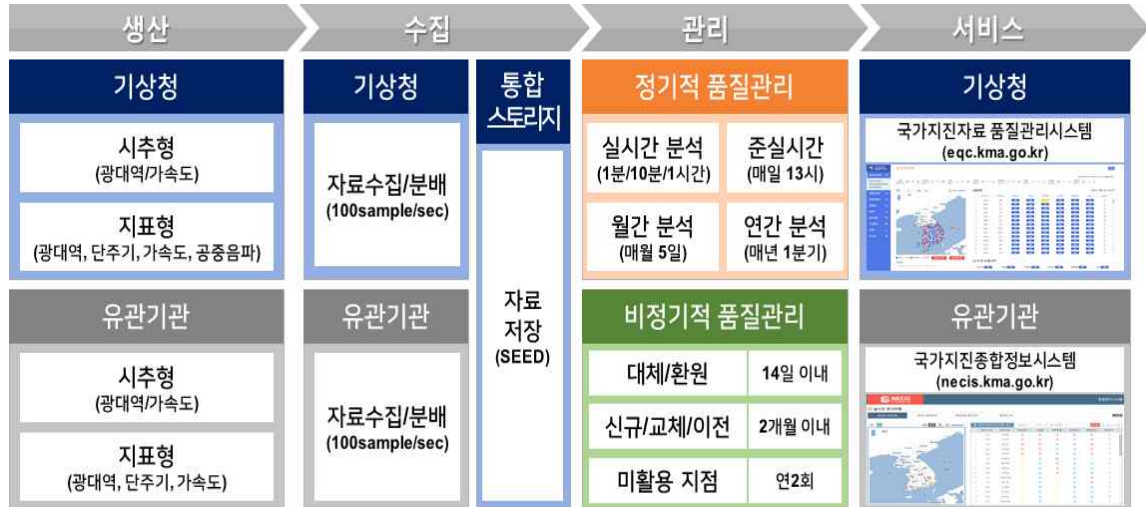 생산
수집
관리
서비스
기상청
시추형
(광대역/가속도)
지표형
(광대역, 단주기, 가속도, 공중음파)
유관기관
시추형
(광대역/가속도)
지표형
(광대역, 단주기, 가속도)
기상청
자료수집/분배
(100sample/sec)
유관기관
자료수집/분배
(100sample/sec)
통합
스토리지
자료
저장
(SEED)
정기적 품질관리
실시간 분석
(1분/10분/1시간)
준실시간
(매일 13시)
월간 분석
(매월 5일)
연간 분석
(매년 1분기)
비정기적 품질관리
대체/환원
14일 이내
신규/교체/이전
2개월 이내
미활용 지점
연2회
기상청
국가지진자료 품질관리시스템
(eqc.kma.go.kr)
유관기관
국가지진종합정보시스템
(necis.kma.go.kr)
NECIS